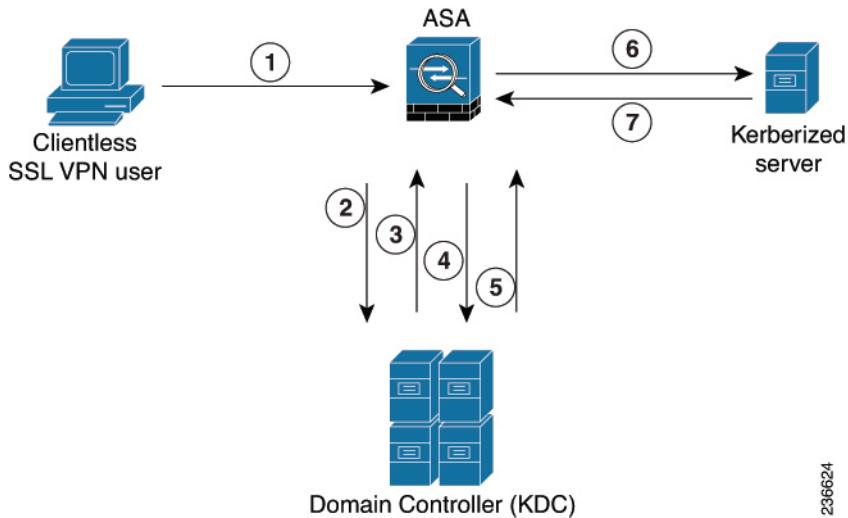 ASA
1
6
7
Clientless
SSL VPN user
Kerberized
server
2
3
4
5
Domain Controller (KDC)
236624